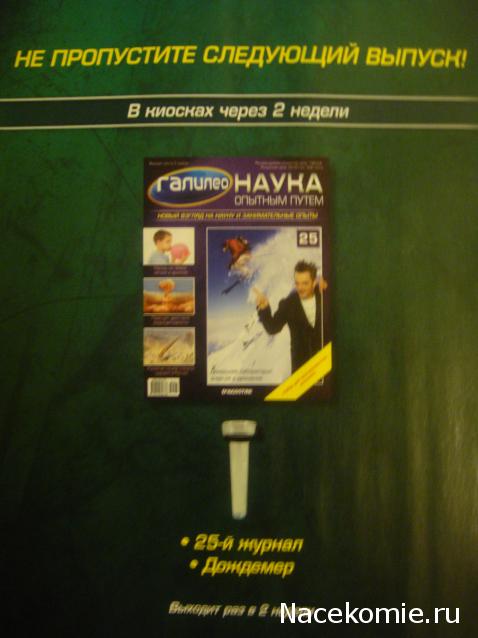 НЕ ПРОПУСТИТЕ СЛЕДУЮЩИЙ ВЫПУСК!
В киосках через 2 недели
ГАЛИЛЕО
НАУКА
ОПЫТНЫМ ПУТЕМ
НОВЫЙ ВЗГЛЯД НА НАУКУ И ЗАНИМАТЕЛЬНЫЕ ОПЫТЫ
25
DeAGOSTINI
• 25-й журнал
• Дождемер
Выходит раз в 2 недели
Nacekomie.ru